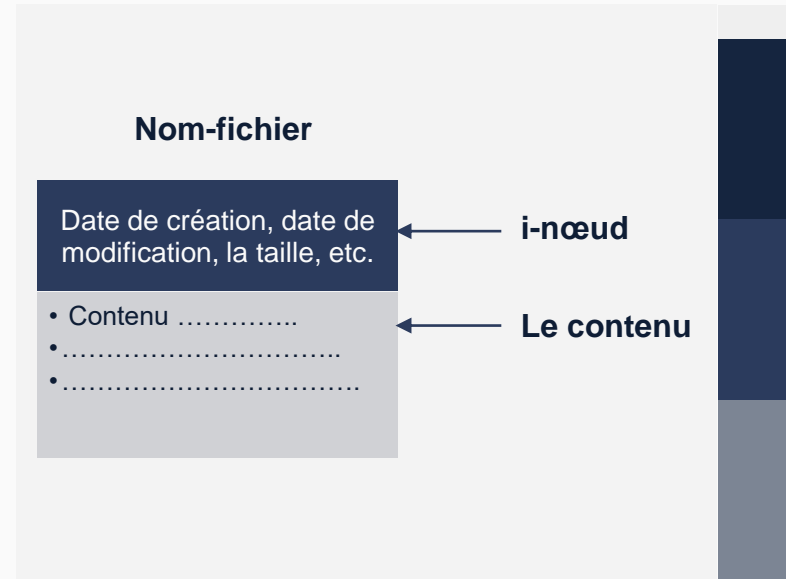 Nom-fichier
Date de création, date de
modification, la taille, etc.
i-nœud
• Contenu …………..
Le contenu
•…………………………..
•…………………………….